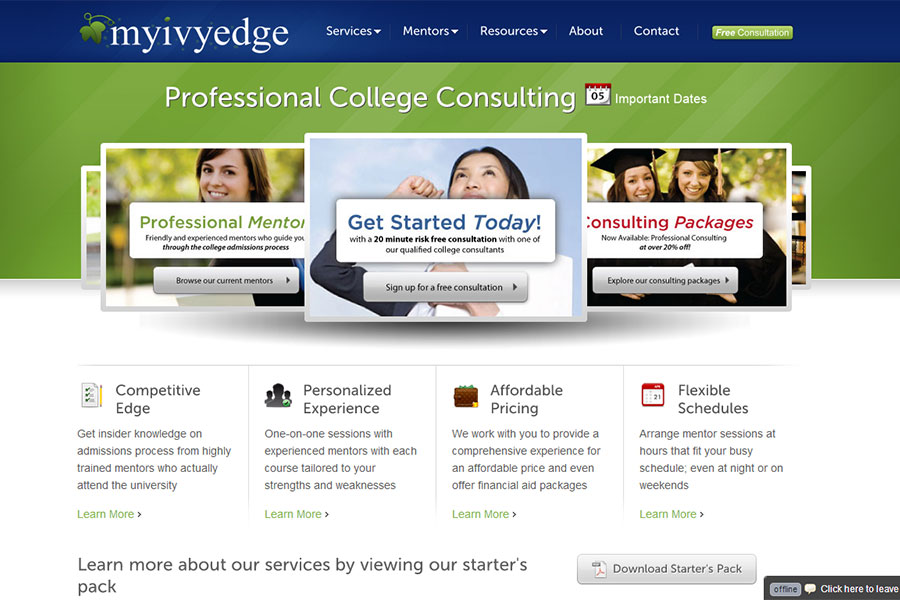 myivyedge
Services
Mentors
Resources
About
Contact
Free Consultation
Professional College Consulting
05
Important Dates
Professional Mentor
Friendly and experienced mentors who guide you
through the college admissions process
Browse our current mentors
Get Started Today!
with a 20 minute risk free consultation with one of
our qualified college consultants
Sign up for a free consultation
Consulting Packages
Now Available: Professional Consulting
at over 20% off!
Explore our consulting packages
Competitive
Edge
Get insider knowledge on
admissions process from highly
trained mentors who actually
attend the university
Learn More
Personalized
Experience
One-on-one sessions with
experienced mentors with each
course tailored to your
strengths and weaknesses
Learn More
Affordable
Pricing
We work with you to provide a
comprehensive experience for
an affordable price and even
offer financial aid packages
Learn More
21
Flexible
Schedules
Arrange mentor sessions at
hours that fit your busy
schedule; even at night or on
weekends
Learn More
Learn more about our services by viewing our starter's
pack
Download Starter's Pack
offline
Click here to leave